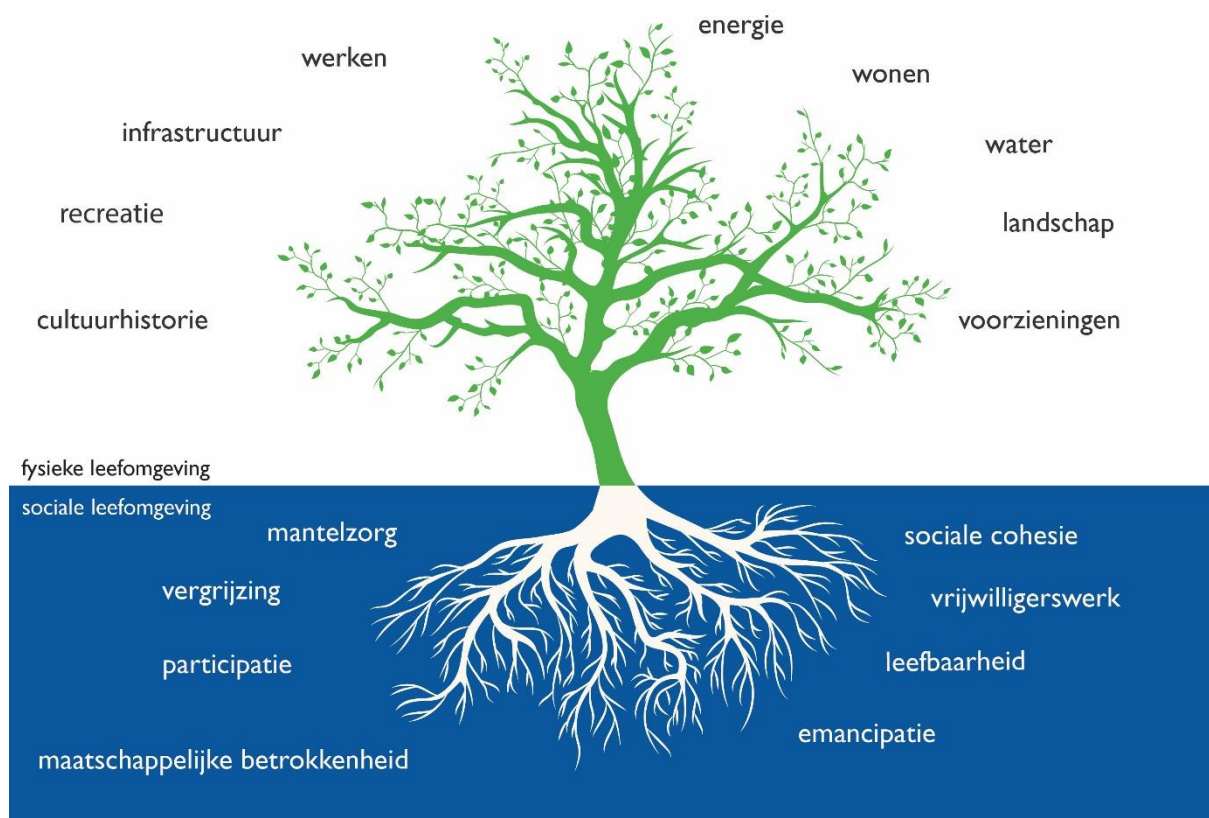 energie
werken
wonen
infrastructuur
water
recreatie
landschap
cultuurhistorie
voorzieningen
fysieke leefomgeving
sociale leefomgeving
mantelzorg
sociale cohesie
vergrijzing
vrijwilligerswerk
participatie
leefbaarheid
emancipatie
maatschappelijke betrokkenheid